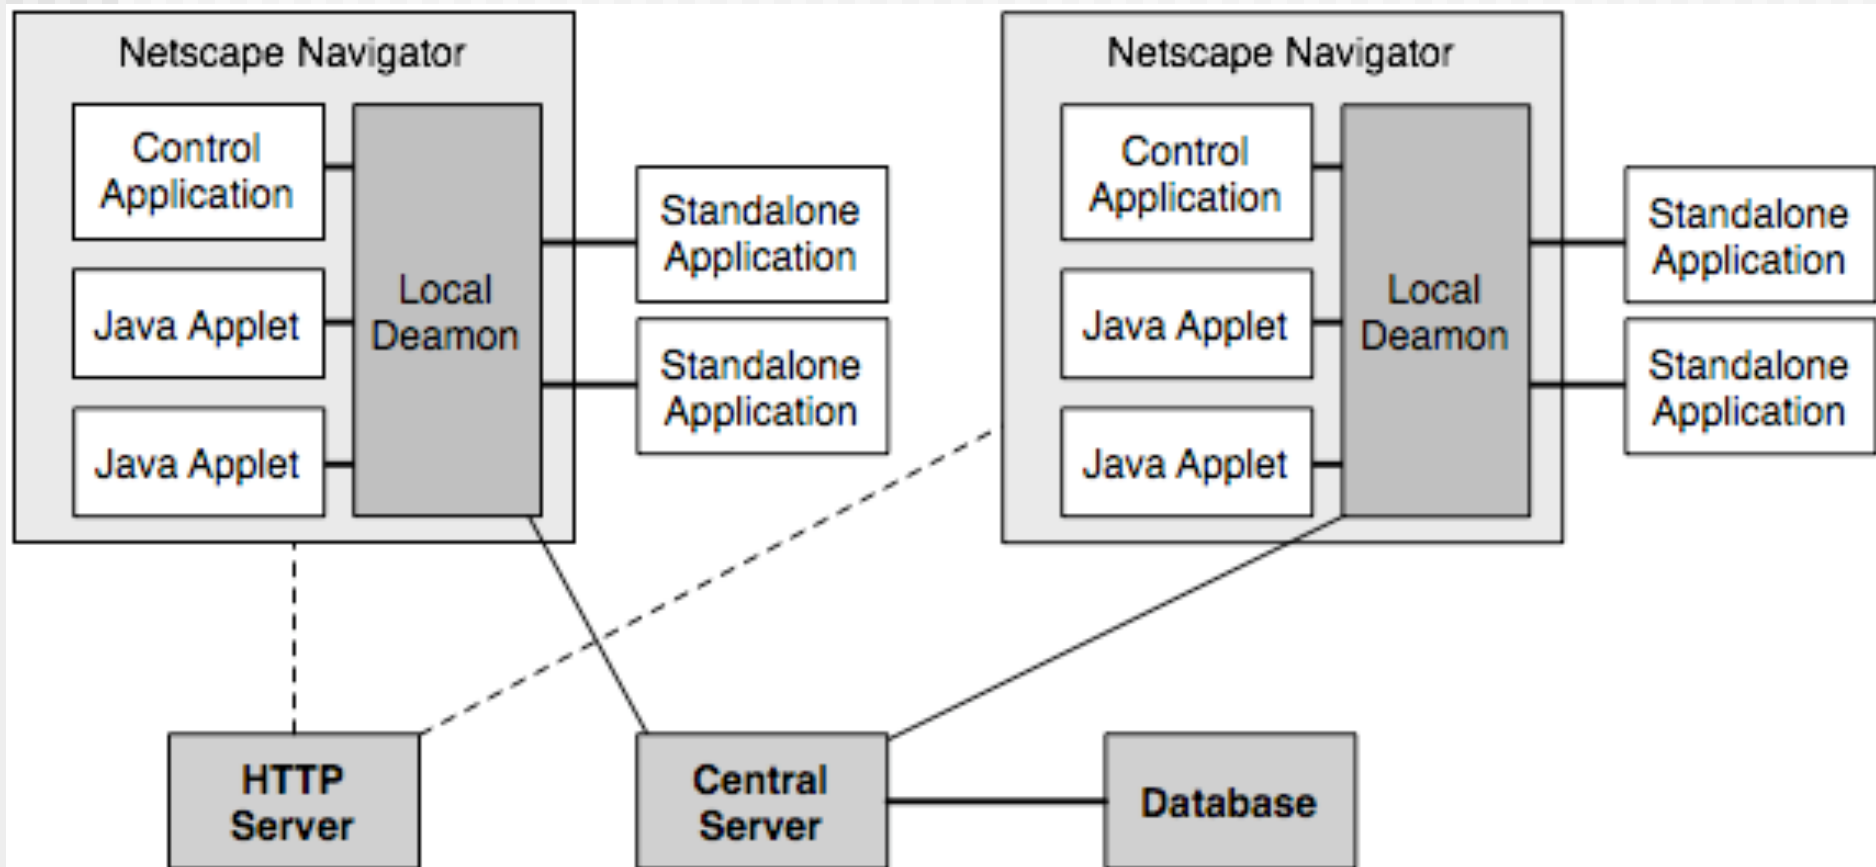 Netscape Navigator
Control
Application
Java Applet
Java Applet
Local
Deamon
Standalone
Application
Standalone
Application
Netscape Navigator
Control
Application
Java Applet
Java Applet
Local
Deamon
Standalone
Application
Standalone
Application
HTTP
Server
Central
Server
Database